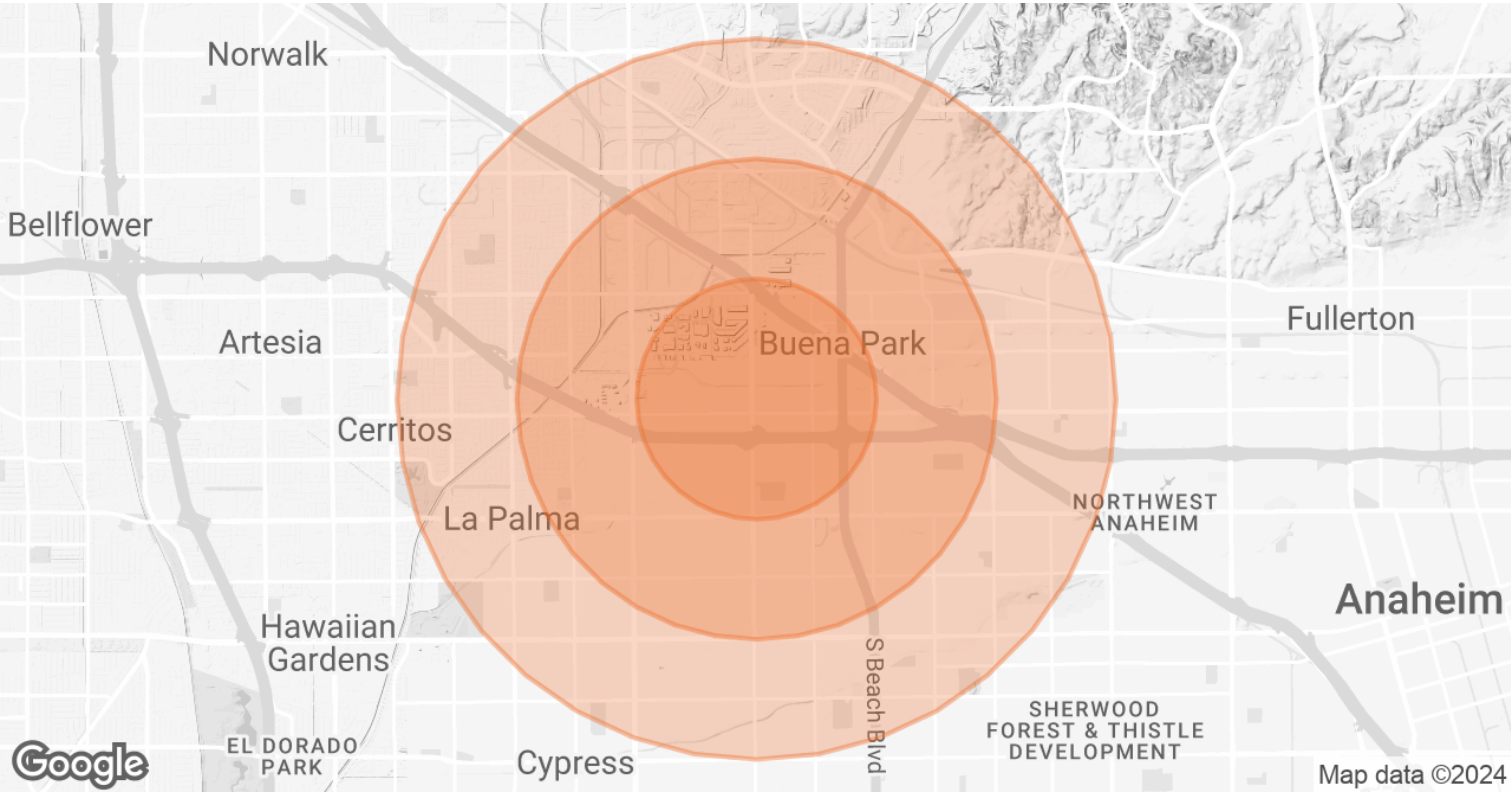 Norwalk
Bellflower
Fullerton
Artesia
Buena Park
Cerritos
La Palma
NORTHWEST
ANAHEIM
Anaheim
Hawaiian
Gardens
S Beach Blvd
SHERWOOD
FOREST & THISTLE
DEVELOPMENT
EL DORADO
PARK
Cypress
Google
Map data ©2024